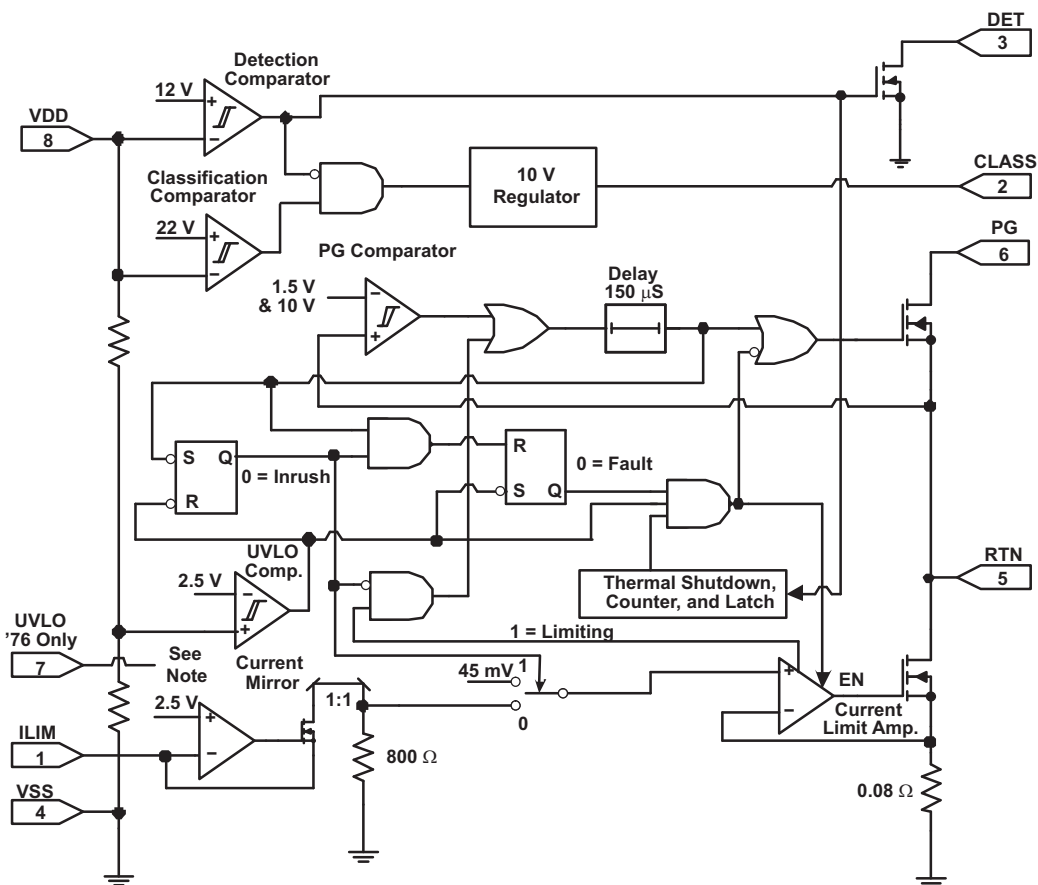 DET
3
Detection
Comparator
12 V
+
−
VDD
8
CLASS
2
10 V
Regulator
Classification
Comparator
22 V
+
−
PG
6
PG Comparator
1.5 V
& 10 V
−
+
Delay
150 μS
S Q
R
0 = Inrush
R
S Q
0 = Fault
UVLO
Comp.
2.5 V
−
+
Thermal Shutdown,
Counter, and Latch
RTN
5
1 = Limiting
UVLO
'76 Only
7
See
Note
Current
Mirror
1:1
45 mV
1
0
+
−
EN
Current
Limit Amp.
2.5 V
+
−
ILIM
1
800 Ω
0.08 Ω
VSS
4